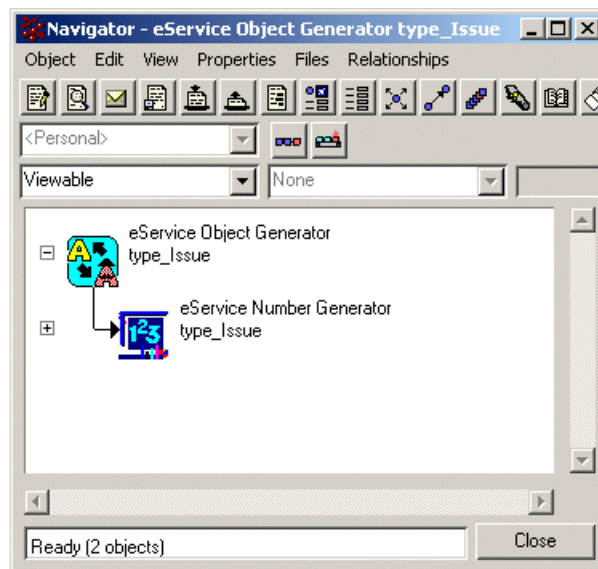 Navigator - eService Object Generator type_Issue
Object Edit View Properties Files Relationships
<Personal>
Viewable None
eService Object Generator
type_Issue
eService Number Generator
type_Issue
Ready (2 objects) Close